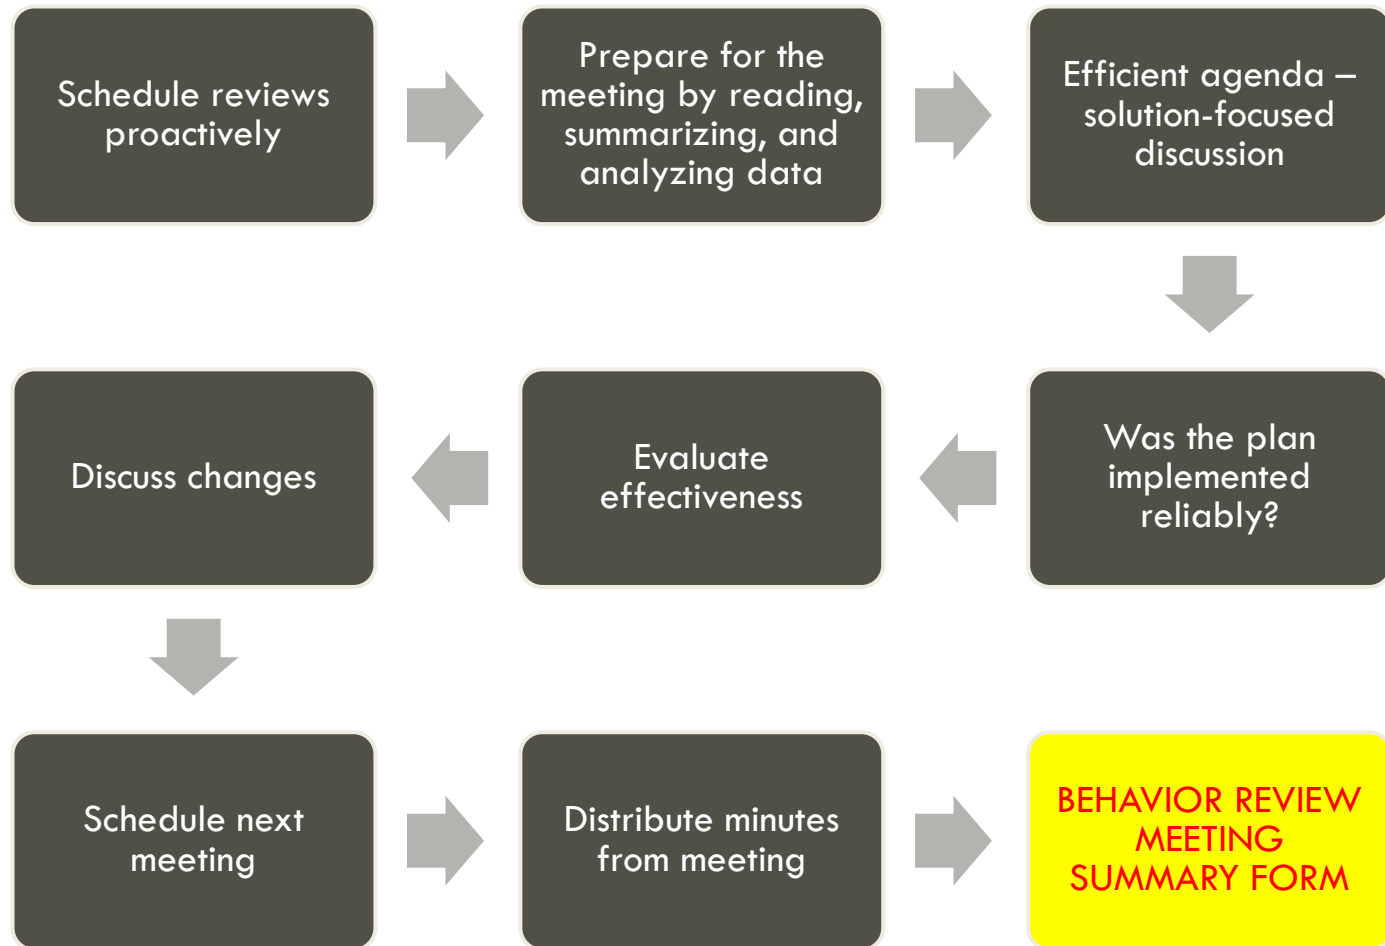 Schedule reviews
proactively
Prepare for the
meeting by reading,
summarizing, and
analyzing data
Efficient agenda –
solution-focused
discussion
Was the plan
implemented
reliably?
Evaluate
effectiveness
Discuss changes
Schedule next
meeting
Distribute minutes
from meeting
BEHAVIOR REVIEW
MEETING
SUMMARY FORM